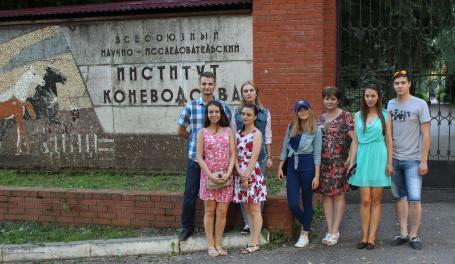 ВСЕСОЮЗНЫЙ
НАУЧНО-ИССЛЕДОВАТЕЛЬСКИЙ
ИНСТИТУТ
КОНЕВОДСТВА